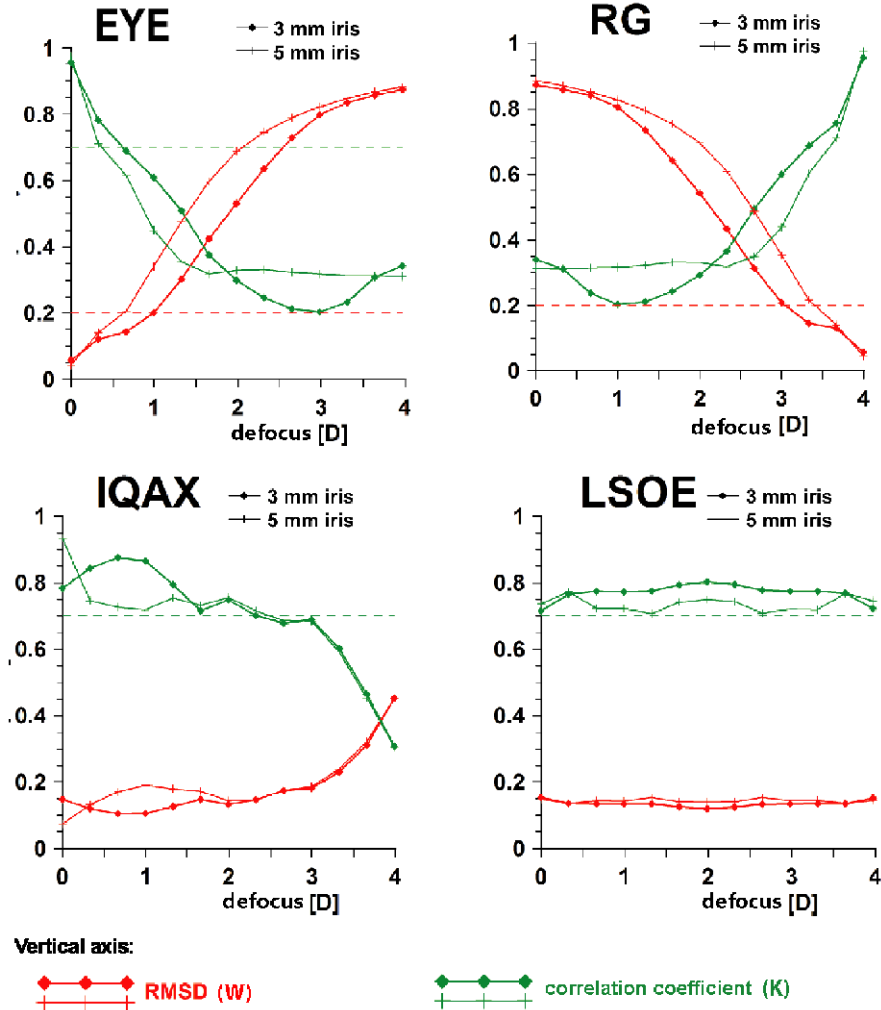 EYE
3 mm iris
5 mm iris
1
0.8
0.6
0.4
0.2
0
0 1 2 3 4
defocus [D]
RG
3 mm iris
5 mm iris
1
0.8
0.6
0.4
0.2
0
0 1 2 3 4
defocus [D]
IQAX
3 mm iris
5 mm iris
1
0.8
0.6
0.4
0.2
0
0 1 2 3 4
defocus [D]
LSOE
3 mm iris
5 mm iris
1
0.8
0.6
0.4
0.2
0
0 1 2 3 4
defocus [D]
Vertical axis:
RMSD (W)
correlation coefficient (K)